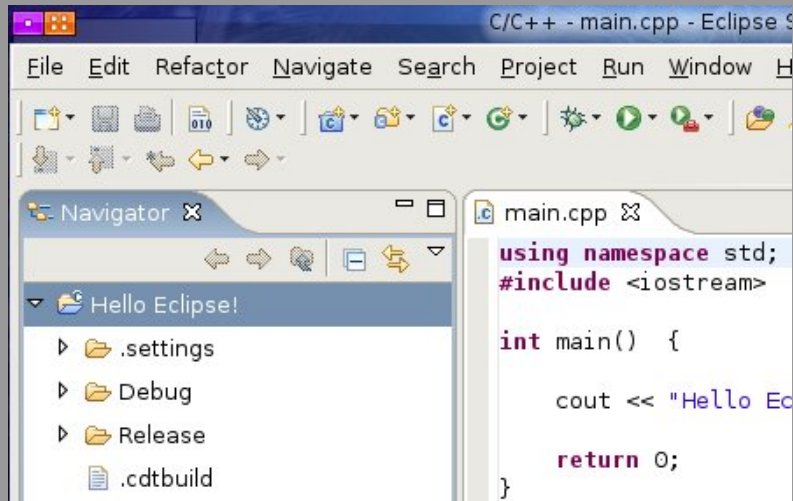 C/C++ - main.cpp - Eclipse
File Edit Refactor Navigate Search Project Run Window
010
Navigator
main.cpp
using namespace std;
#include <iostream>
Hello Eclipse!
int main() {
.settings
Debug
cout << "Hello Ec
Release
return 0;
.cdtbuild
}